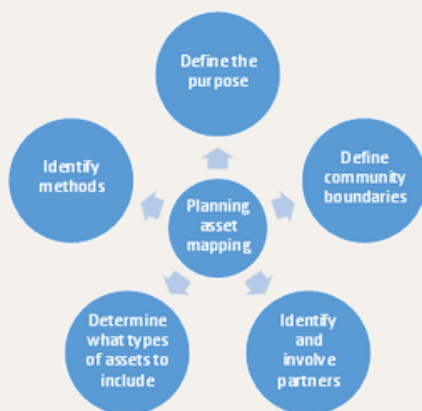 Define the
purpose
Define
community
boundaries
Identify
and
involve
partners
Determine
what types
of assets to
include
Identify
methods
Planning
asset
mapping